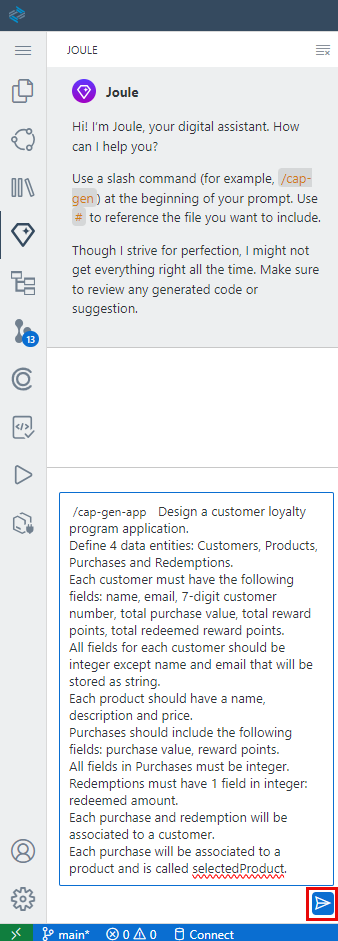 JOULE
Joule
Hi! I'm Joule, your digital assistant. How
can I help you?
Use a slash command (for example, /cap-
gen) at the beginning of your prompt. Use
# to reference the file you want to include.
Though I strive for perfection, I might not
get everything right all the time. Make sure
to review any generated code or
suggestion.
13
/cap-gen-app Design a customer loyalty
program application.
Define 4 data entities: Customers, Products,
Purchases and Redemptions.
Each customer must have the following
fields: name, email, 7-digit customer
number, total purchase value, total reward
points, total redeemed reward points.
All fields for each customer should be
integer except name and email that will be
stored as string.
Each product should have a name,
description and price.
Purchases should include the following
fields: purchase value, reward points.
All fields in Purchases must be integer.
Redemptions must have 1 field in integer:
redeemed amount.
Each purchase and redemption will be
associated to a customer.
Each purchase will be associated to a
product and is called selectedProduct.
main* 0 0 Connect